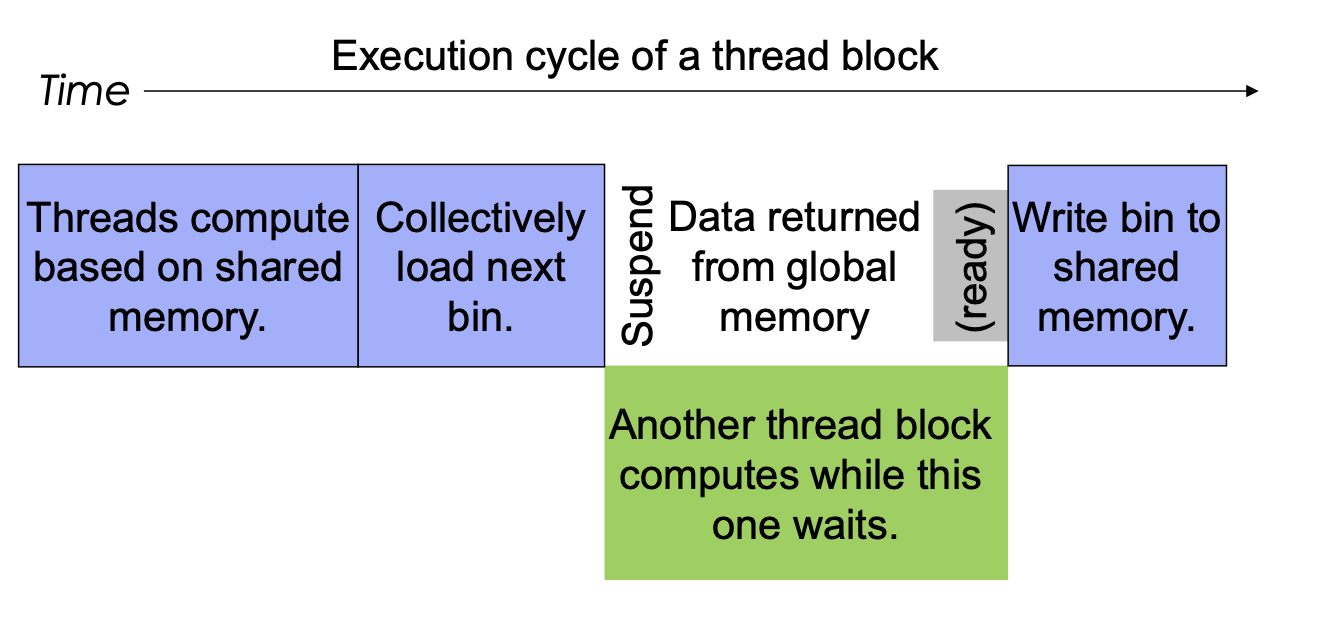 Execution cycle of a thread block
Time
Threads compute
based on shared
memory.
Collectively
load next
bin.
Suspend
Data returned
from global
memory
(ready)
Write bin to
shared
memory.
Another thread block
computes while this
one waits.